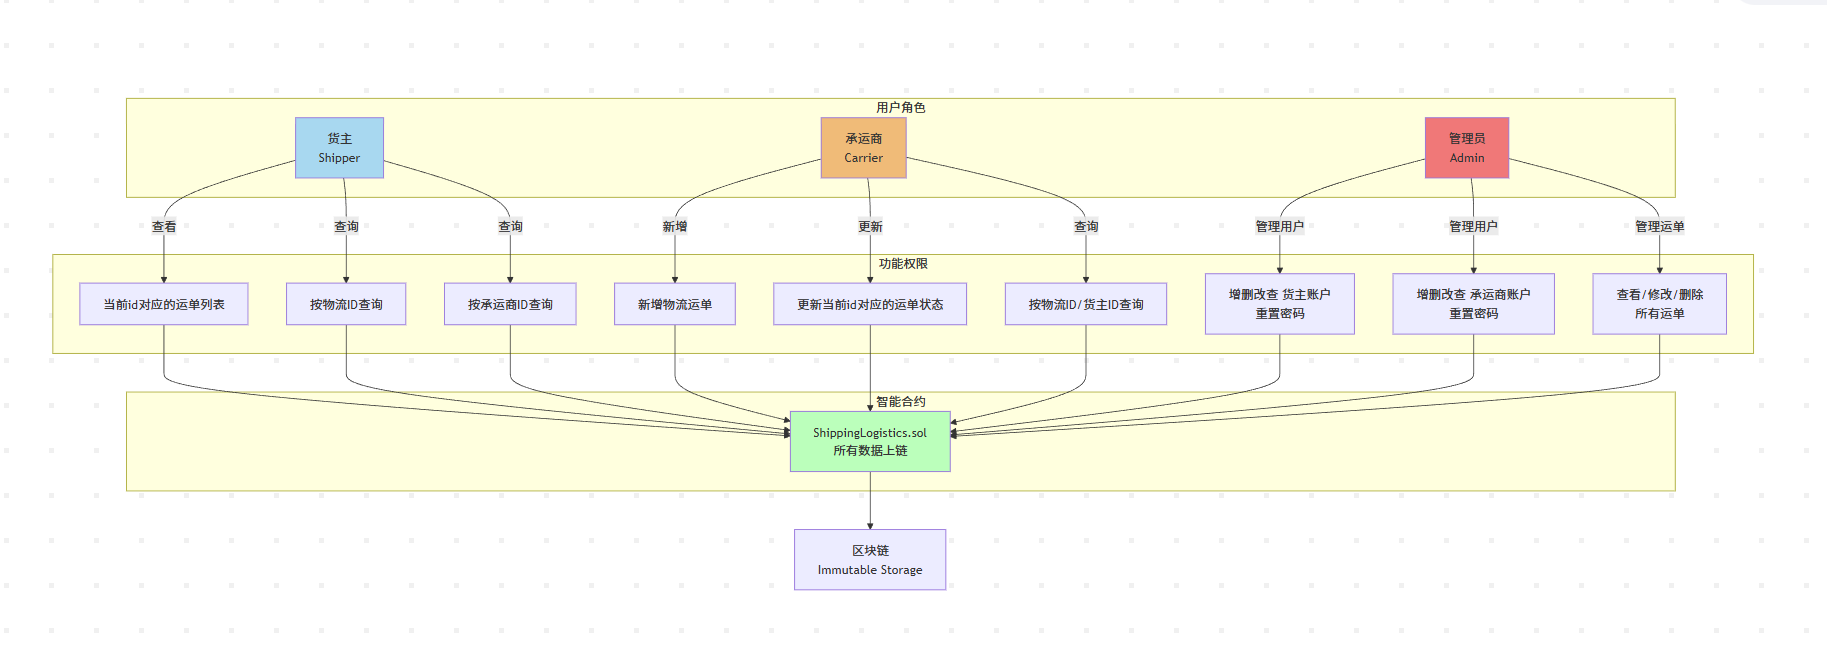 用户角色
货主
Shipper
承运商
Carrier
管理员
Admin
查看
查询
查询
新增
更新
查询
管理用户
管理用户
管理运单
功能权限
当前id对应的运单列表
按物流ID查询
按承运商ID查询
新增物流运单
更新当前id对应的运单状态
按物流ID/货主ID查询
增删改查 货主账户
重置密码
增删改查 承运商账户
重置密码
查看/修改/删除
所有运单
智能合约
ShippingLogistics.sol
所有数据上链
区块链
Immutable Storage